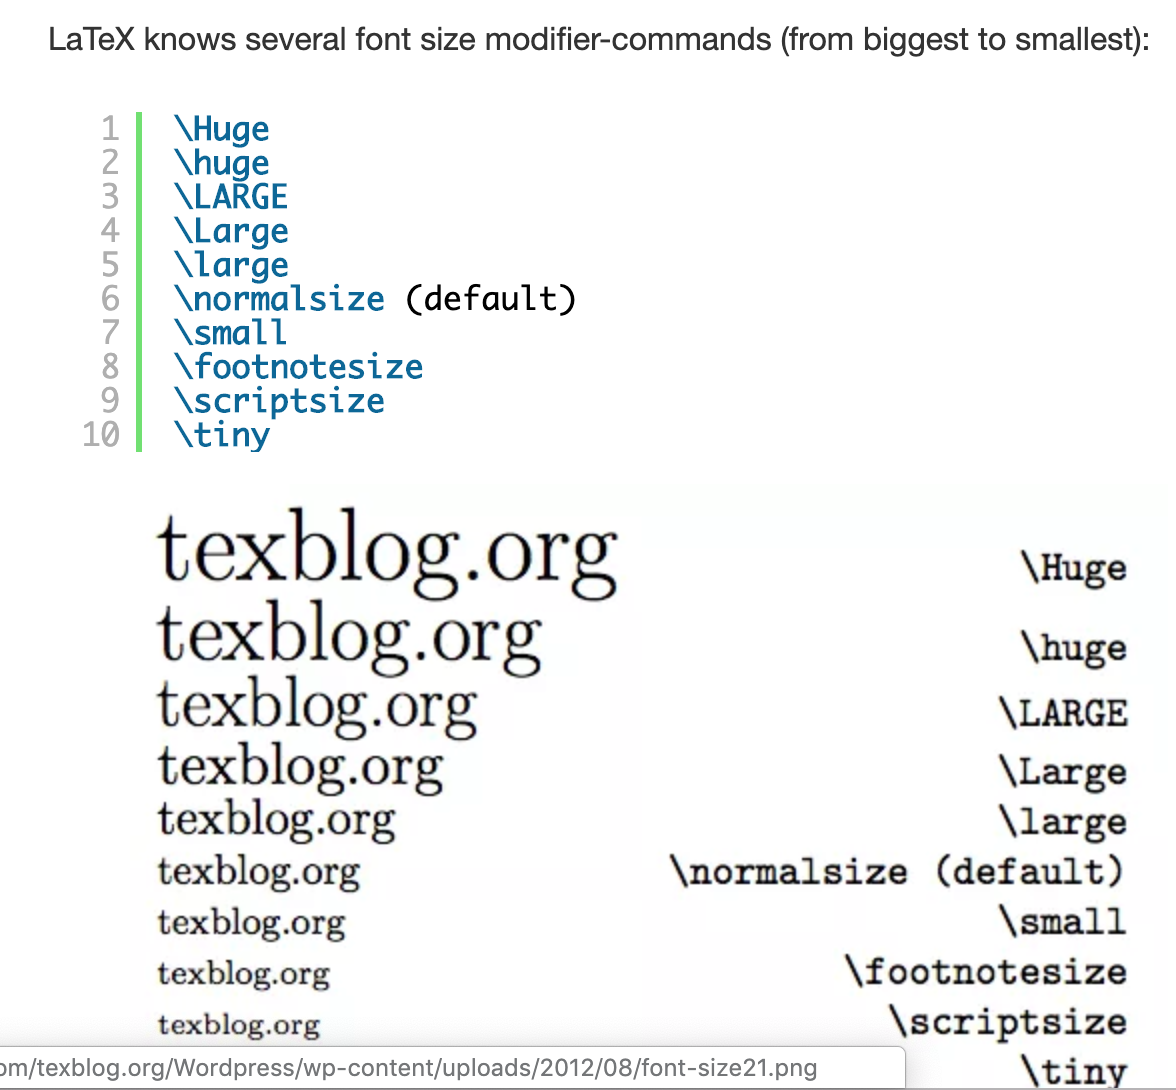 LaTeX knows several font size modifier-commands (from biggest to smallest):
1 \Huge
2 \huge
3 \LARGE
4 \Large
5 \large
6 \normalsize (default)
7 \small
8 \footnotesize
9 \scriptsize
10 \tiny
texblog.org \Huge
texblog.org \huge
texblog.org \LARGE
texblog.org \Large
texblog.org \large
texblog.org \normalsize (default)
texblog.org \small
texblog.org \footnotesize
texblog.org \scriptsize
\tiny
om/texblog.org/Wordpress/wp-content/uploads/2012/08/font-size21.png